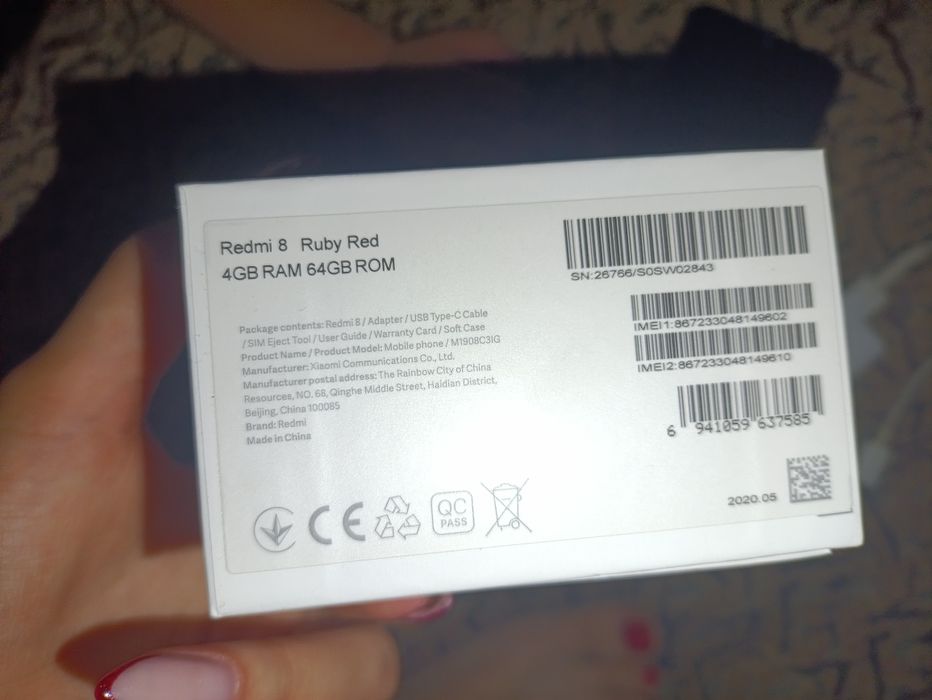 Redmi 8 Ruby Red
4GB RAM 64GB ROM
Package contents: Redmi 8 / Adapter / USB Type-C Cable
/ SIM Eject Tool / User Guide / Warranty Card / Soft Case
Product Name / Product Model: Mobile phone / M1908C3IG
Manufacturer: Xiaomi Communications Co., Ltd.
Manufacturer postal address: The Rainbow City of China
Resources, NO. 68, Qinghe Middle Street, Haidian District,
Beijing, China 100085
Brand: Redmi
Made in China
SN:26766/S0SW02843
IMEI1:867233048149602
IMEI2:867233048149610
6 941059 637585
2020.05
CE
QC
PASS